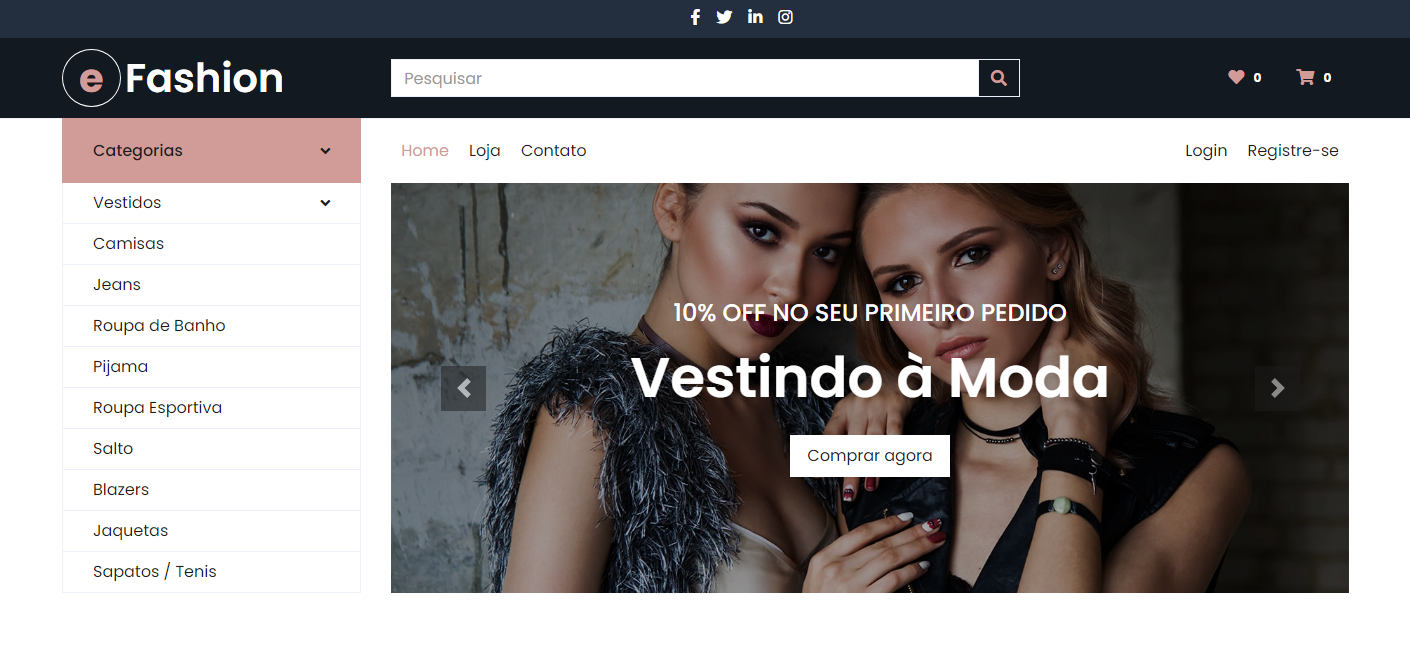 e Fashion
Pesquisar
0
0
Categorias
Home
Loja
Contato
Login
Registre-se
Vestidos
Camisas
Jeans
Roupa de Banho
Pijama
Roupa Esportiva
Salto
Blazers
Jaquetas
Sapatos / Tenis
10% OFF NO SEU PRIMEIRO PEDIDO
Vestindo à Moda
Comprar agora